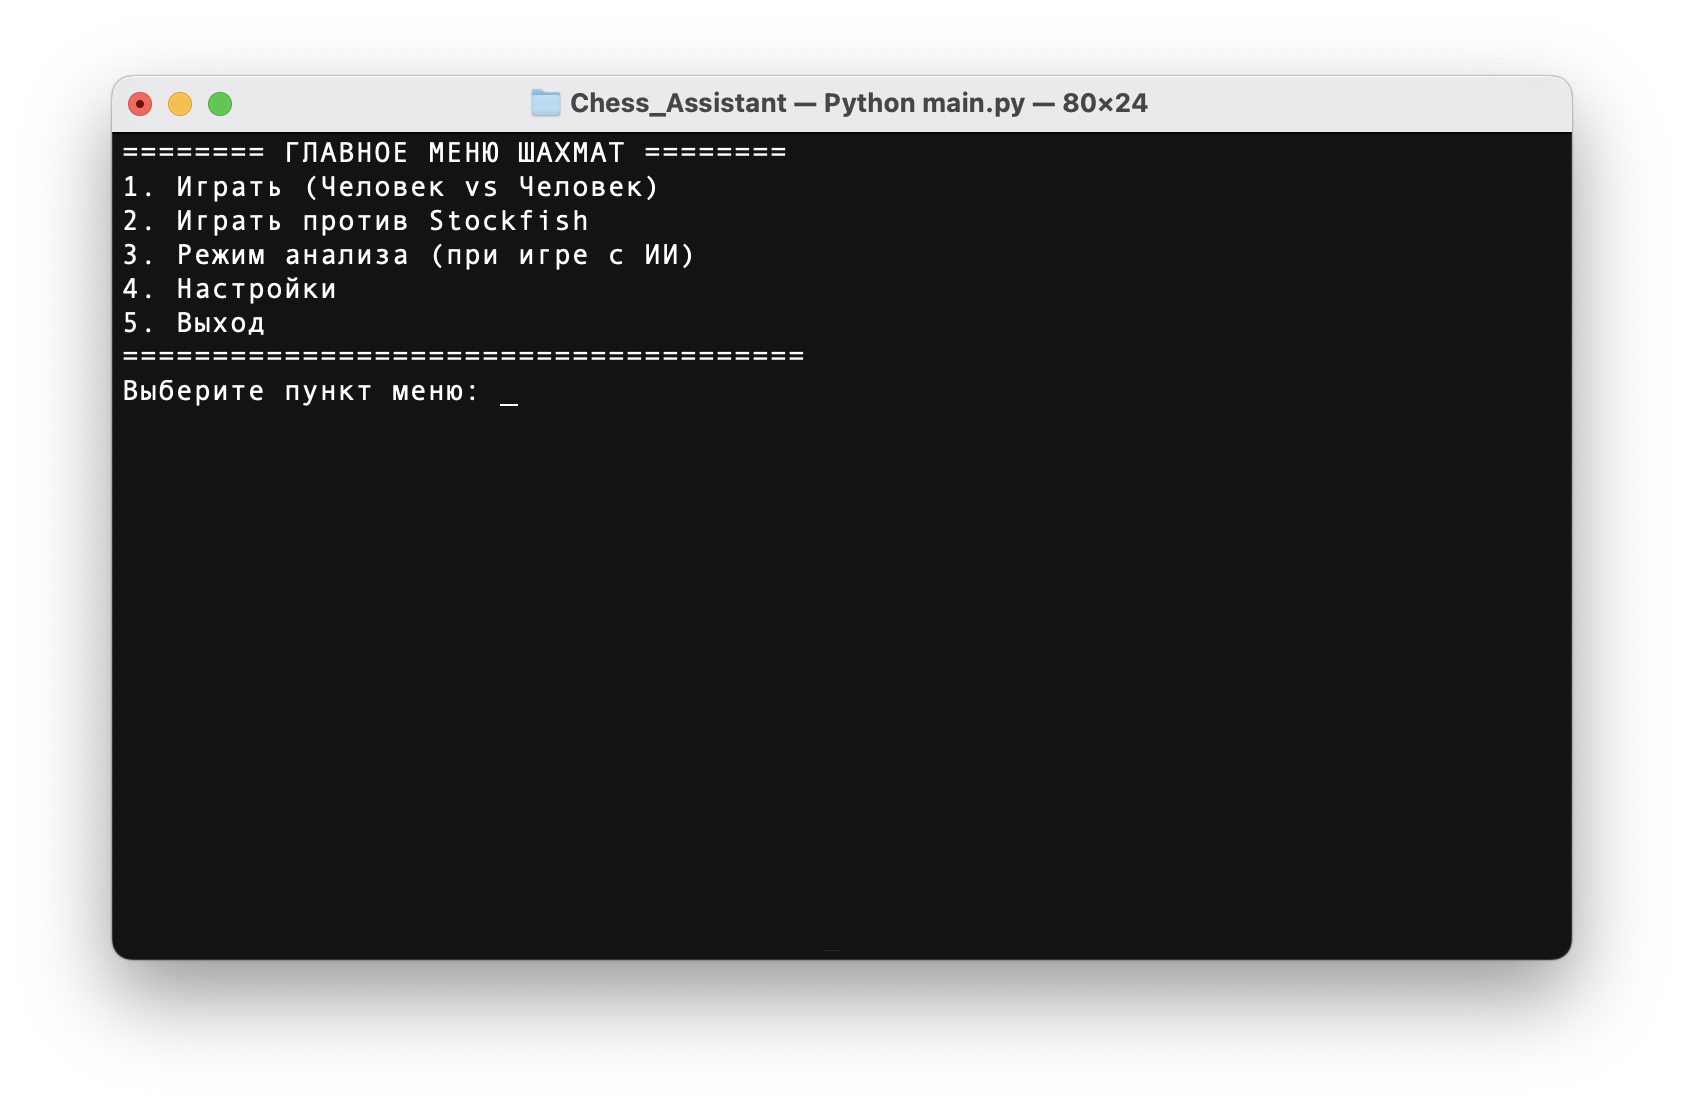 Chess_Assistant — Python main.py — 80×24
======== ГЛАВНОЕ МЕНЮ ШАХМАТ ========
1. Играть (Человек vs Человек)
2. Играть против Stockfish
3. Режим анализа (при игре с ИИ)
4. Настройки
5. Выход
======================================
Выберите пункт меню: _